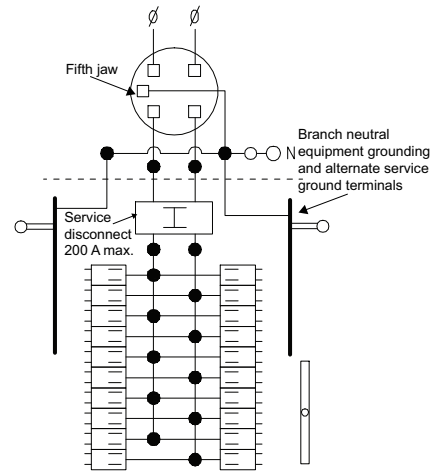 Ø Ø
Fifth jaw
N
Branch neutral
equipment grounding
and alternate service
ground terminals
Service
disconnect
200 A max.